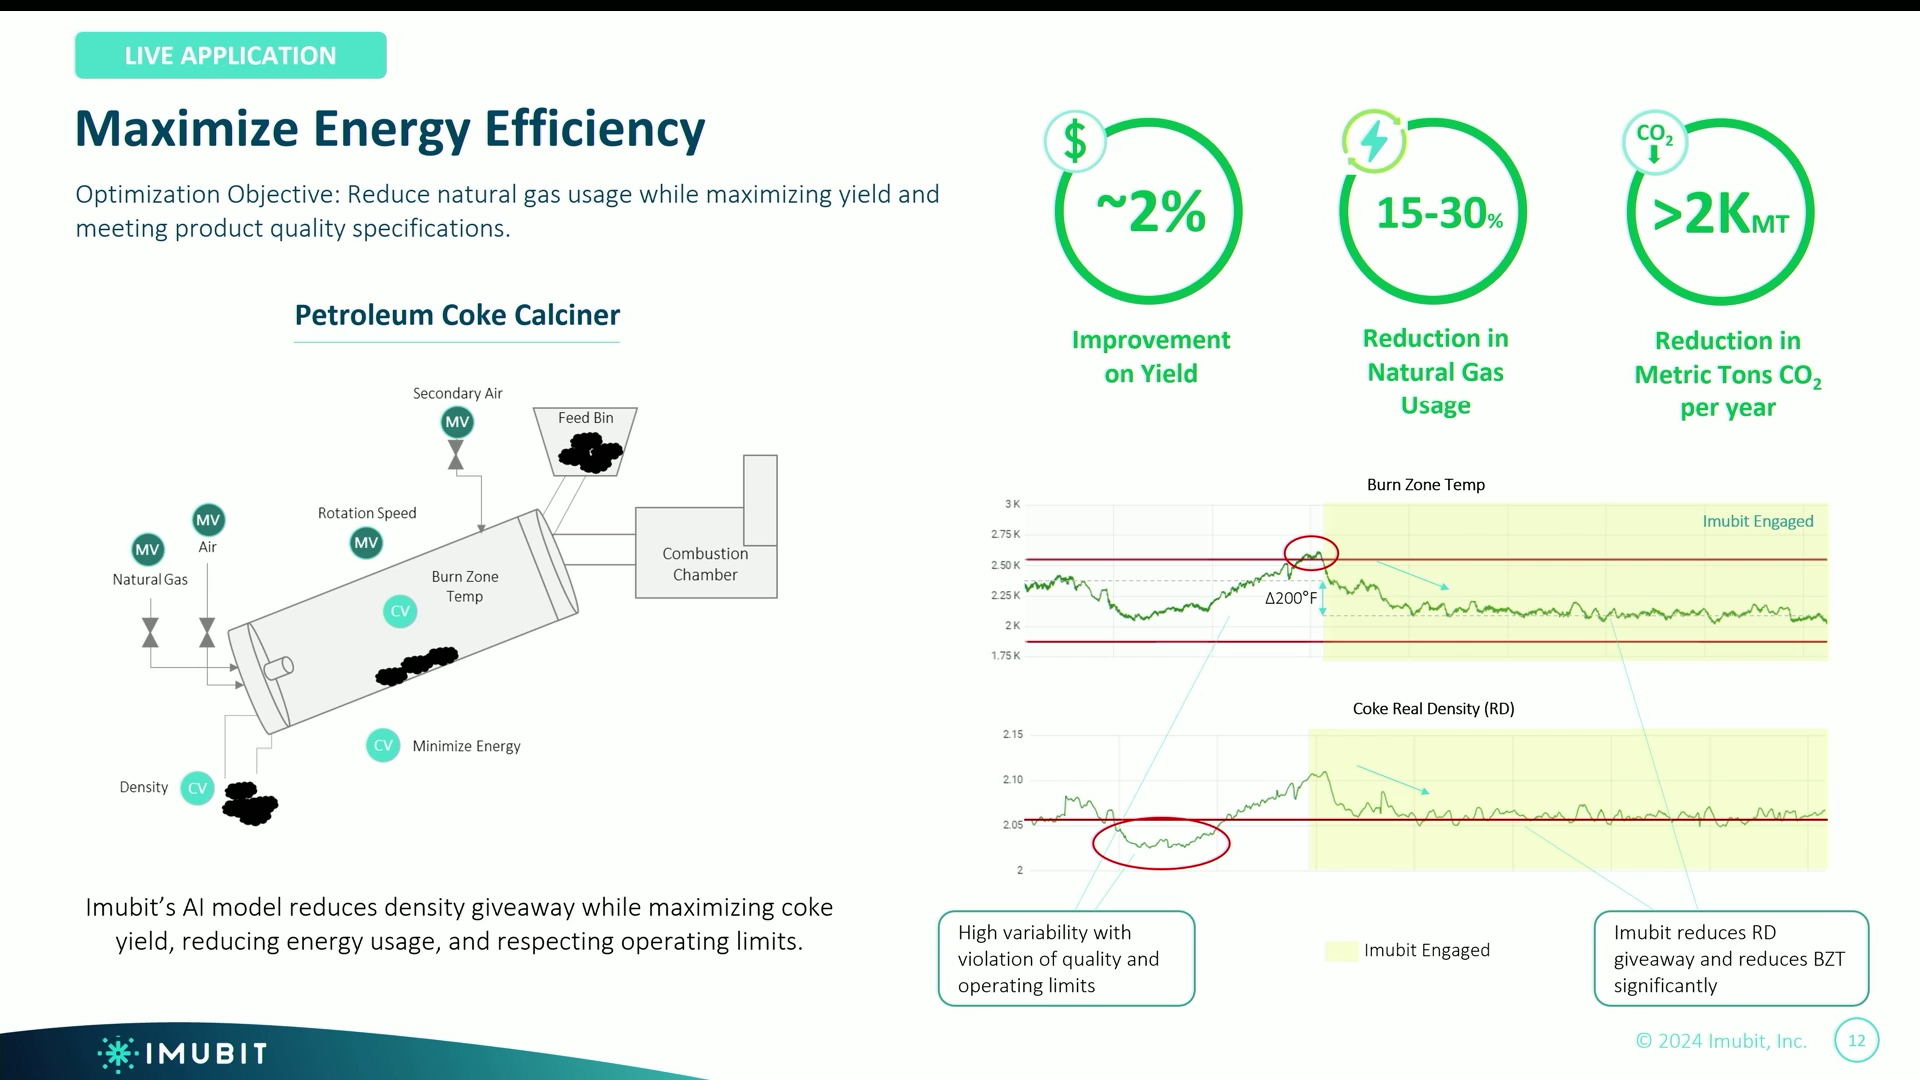 LIVE APPLICATION
Maximize Energy Efficiency
Optimization Objective: Reduce natural gas usage while maximizing yield and
meeting product quality specifications.
Petroleum Coke Calciner
Secondary Air
MV
Feed Bin
Rotation Speed
MV
MV
Air
MV
Natural Gas
Burn Zone
Temp
CV
Combustion
Chamber
CV
Minimize Energy
Density
CV
Imubit’s AI model reduces density giveaway while maximizing coke
yield, reducing energy usage, and respecting operating limits.
$
~2%
Improvement
on Yield
15-30%
Reduction in
Natural Gas
Usage
CO₂
>2KMT
Reduction in
Metric Tons CO₂
per year
Burn Zone Temp
3 K
2.75 K
2.50 K
2.25 K
2 K
1.75 K
Imubit Engaged
Δ200°F
Coke Real Density (RD)
2.15
2.10
2.05
2
High variability with
violation of quality and
operating limits
Imubit Engaged
Imubit reduces RD
giveaway and reduces BZT
significantly
IMUBIT
© 2024 Imubit, Inc.
12